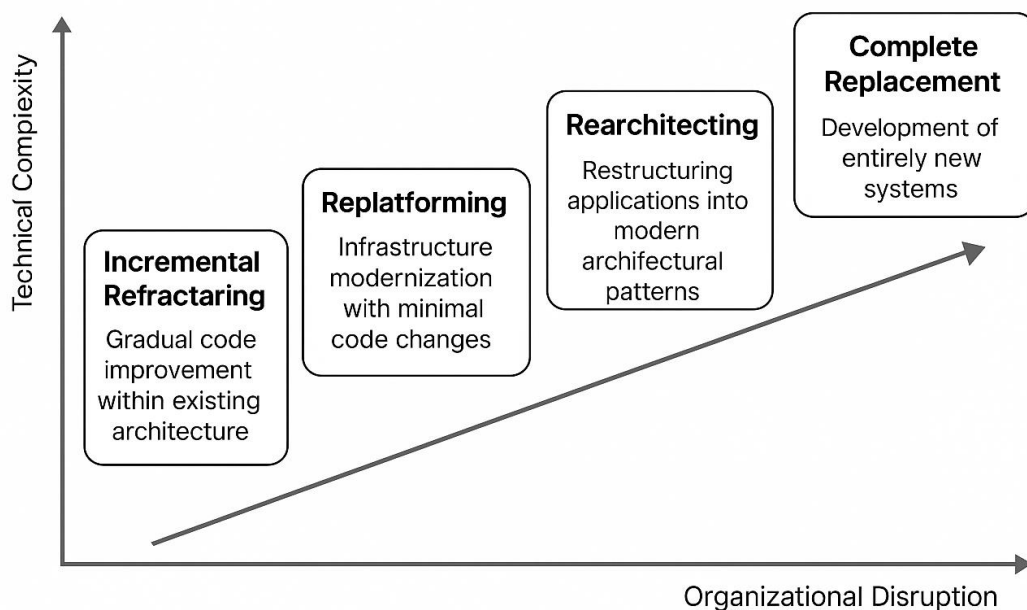 Technical Compiexity
Incremental
Refractaring
Gradual code
improvement
within existing
architecture
Replatforming
Infrastructure
modernization
with minimal
code changes
Rearchitecting
Restructuring
applications into
modern
archifectural
patterns
Complete
Replacement
Development of
entirely new
systems
Organizational Disruption